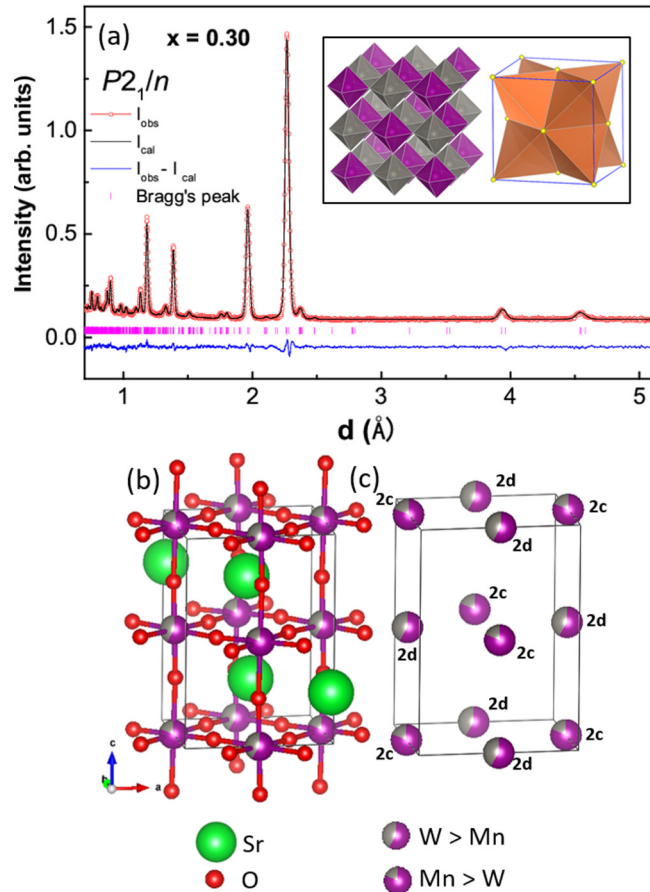 (a)
x = 0.30
P2₁/n
I_obs
I_cal
I_obs - I_cal
Bragg's peak
Intensity (arb. units)
1.5
1.0
0.5
0.0
1 2 3 4 5
d (Å)
(b)
(c)
2d
2c 2c
2d
2c
2d 2d
2c
2d
2c 2c
2d
c
a
Sr
O
W > Mn
Mn > W